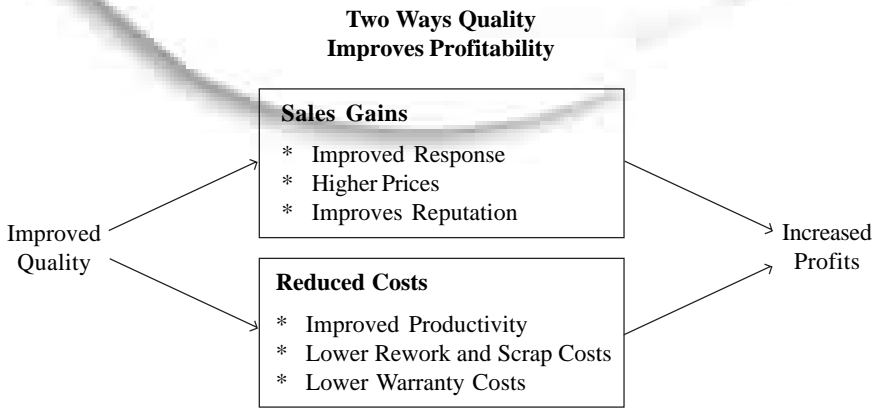 Two Ways Quality
Improves Profitability
Sales Gains
* Improved Response
* Higher Prices
* Improves Reputation
Improved
Quality
Increased
Profits
Reduced Costs
* Improved Productivity
* Lower Rework and Scrap Costs
* Lower Warranty Costs